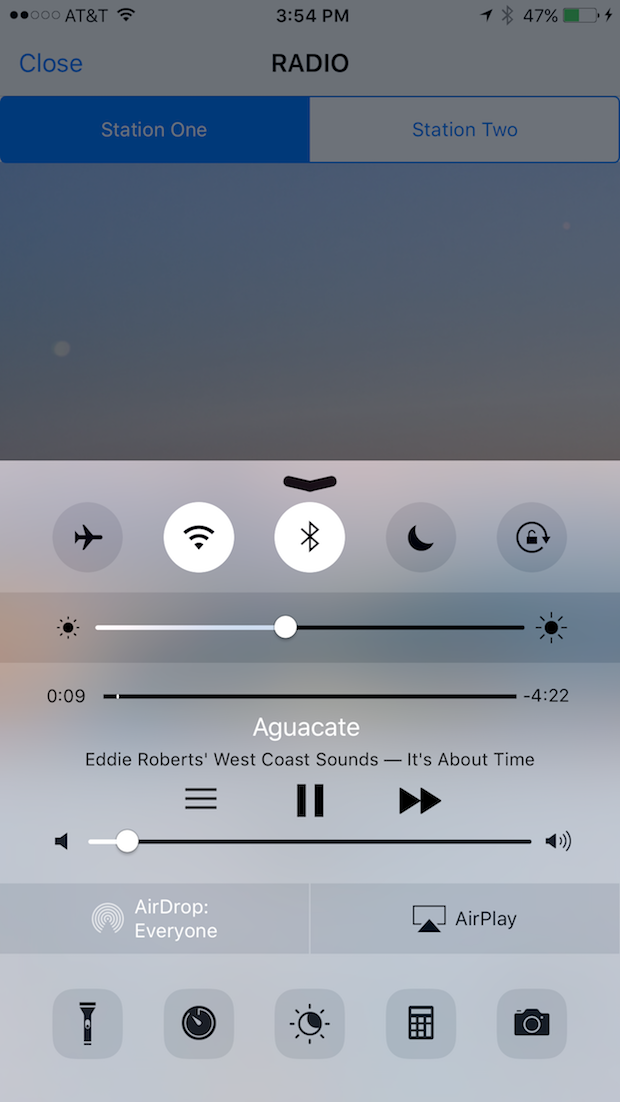 AT&T 3:54 PM 47%
Close RADIO
Station One Station Two
0:09 -4:22
Aguacate
Eddie Roberts' West Coast Sounds — It's About Time
AirDrop: AirPlay
Everyone